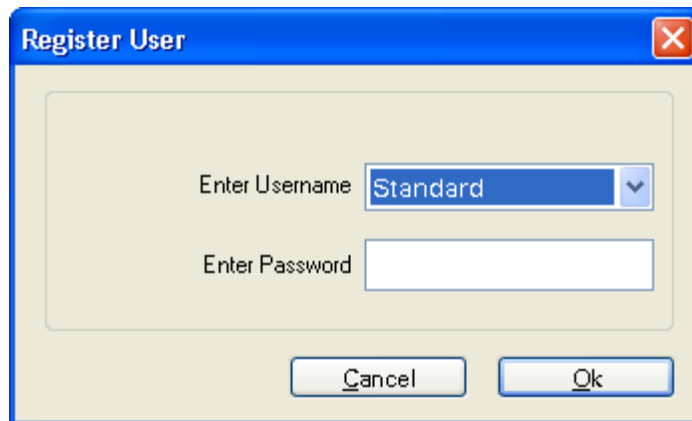 Register User
Enter Username Standard
Enter Password
Cancel Ok